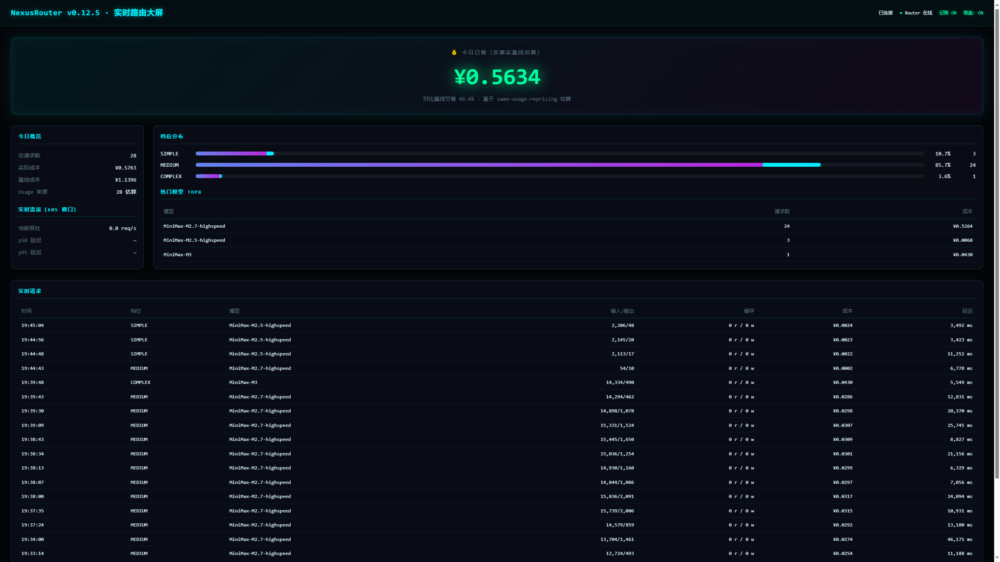 NexusRouter v0.12.5 · 实时路由大屏
已连接 ● Router 在线 记账 ON 落盘: ON
💰 今日已省 (反事实基线估算)
¥0.5634
对比基线节省 49.4% · 基于 same-usage-repricing 估算
今日概览
总请求数 28
实际成本 ¥0.5763
基线成本 ¥1.1396
Usage 来源 28 估算
实时流量 (60S 窗口)
当前吞吐 0.0 req/s
p50 延迟 —
p95 延迟 —
档位分布
SIMPLE 10.7% 3
MEDIUM 85.7% 24
COMPLEX 3.6% 1
热门模型 TOP8
模型 请求数 成本
MiniMax-M2.7-highspeed 24 ¥0.5264
MiniMax-M2.5-highspeed 3 ¥0.0068
MiniMax-M3 1 ¥0.0430
实时请求
时间 档位 模型 输入/输出 缓存 成本 延迟
19:45:04 SIMPLE MiniMax-M2.5-highspeed 2,206/48 0 r / 0 w ¥0.0024 3,492 ms
19:44:56 SIMPLE MiniMax-M2.5-highspeed 2,145/20 0 r / 0 w ¥0.0023 3,423 ms
19:44:48 SIMPLE MiniMax-M2.5-highspeed 2,113/17 0 r / 0 w ¥0.0022 11,252 ms
19:44:43 MEDIUM MiniMax-M2.7-highspeed 54/10 0 r / 0 w ¥0.0002 6,778 ms
19:39:48 COMPLEX MiniMax-M3 14,334/490 0 r / 0 w ¥0.0430 5,549 ms
19:39:43 MEDIUM MiniMax-M2.7-highspeed 14,294/462 0 r / 0 w ¥0.0286 12,831 ms
19:39:30 MEDIUM MiniMax-M2.7-highspeed 14,898/1,078 0 r / 0 w ¥0.0298 20,370 ms
19:39:09 MEDIUM MiniMax-M2.7-highspeed 15,331/1,524 0 r / 0 w ¥0.0307 25,745 ms
19:38:43 MEDIUM MiniMax-M2.7-highspeed 15,445/1,650 0 r / 0 w ¥0.0309 8,827 ms
19:38:34 MEDIUM MiniMax-M2.7-highspeed 15,036/1,254 0 r / 0 w ¥0.0301 21,156 ms
19:38:13 MEDIUM MiniMax-M2.7-highspeed 14,930/1,160 0 r / 0 w ¥0.0299 6,329 ms
19:38:07 MEDIUM MiniMax-M2.7-highspeed 14,844/1,086 0 r / 0 w ¥0.0297 7,056 ms
19:38:00 MEDIUM MiniMax-M2.7-highspeed 15,836/2,091 0 r / 0 w ¥0.0317 24,094 ms
19:37:35 MEDIUM MiniMax-M2.7-highspeed 15,739/2,006 0 r / 0 w ¥0.0315 10,931 ms
19:37:24 MEDIUM MiniMax-M2.7-highspeed 14,579/859 0 r / 0 w ¥0.0292 13,180 ms
19:34:00 MEDIUM MiniMax-M2.7-highspeed 13,704/1,461 0 r / 0 w ¥0.0274 46,171 ms
19:33:14 MEDIUM MiniMax-M2.7-highspeed 12,724/493 0 r / 0 w ¥0.0254 11,188 ms